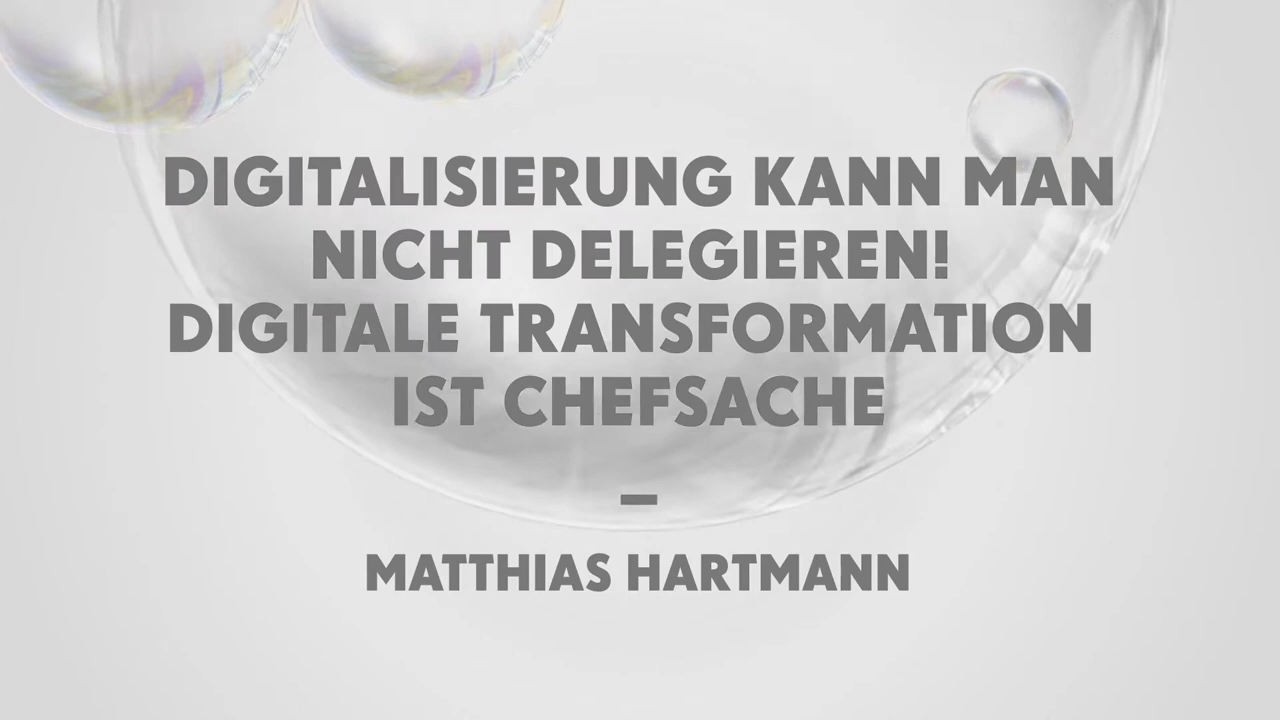 DIGITALISIERUNG KANN MAN
NICHT DELEGIEREN!
DIGITALE TRANSFORMATION
IST CHEFSACHE
–
MATTHIAS HARTMANN